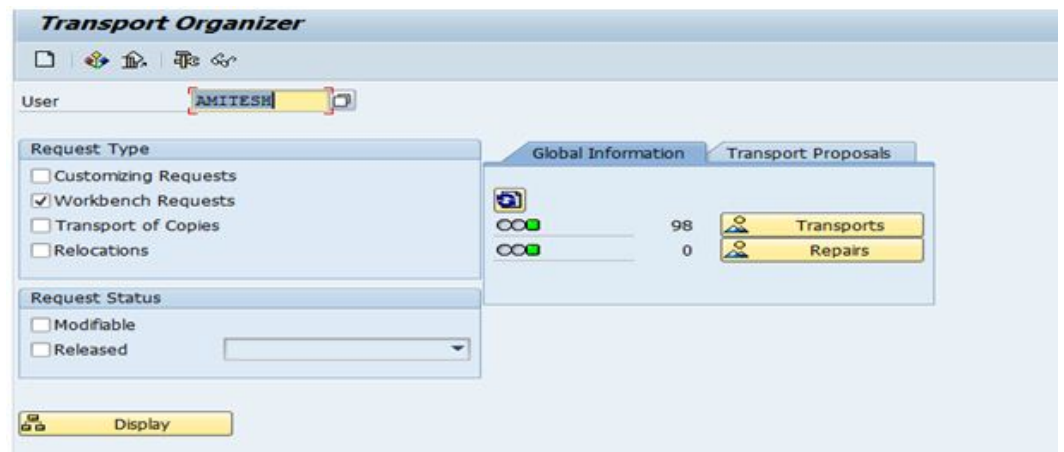 Transport Organizer
User AMITESH
Request Type
Customizing Requests
Workbench Requests
Transport of Copies
Relocations
Request Status
Modifiable
Released
Display
Global Information Transport Proposals
98 Transports
0 Repairs